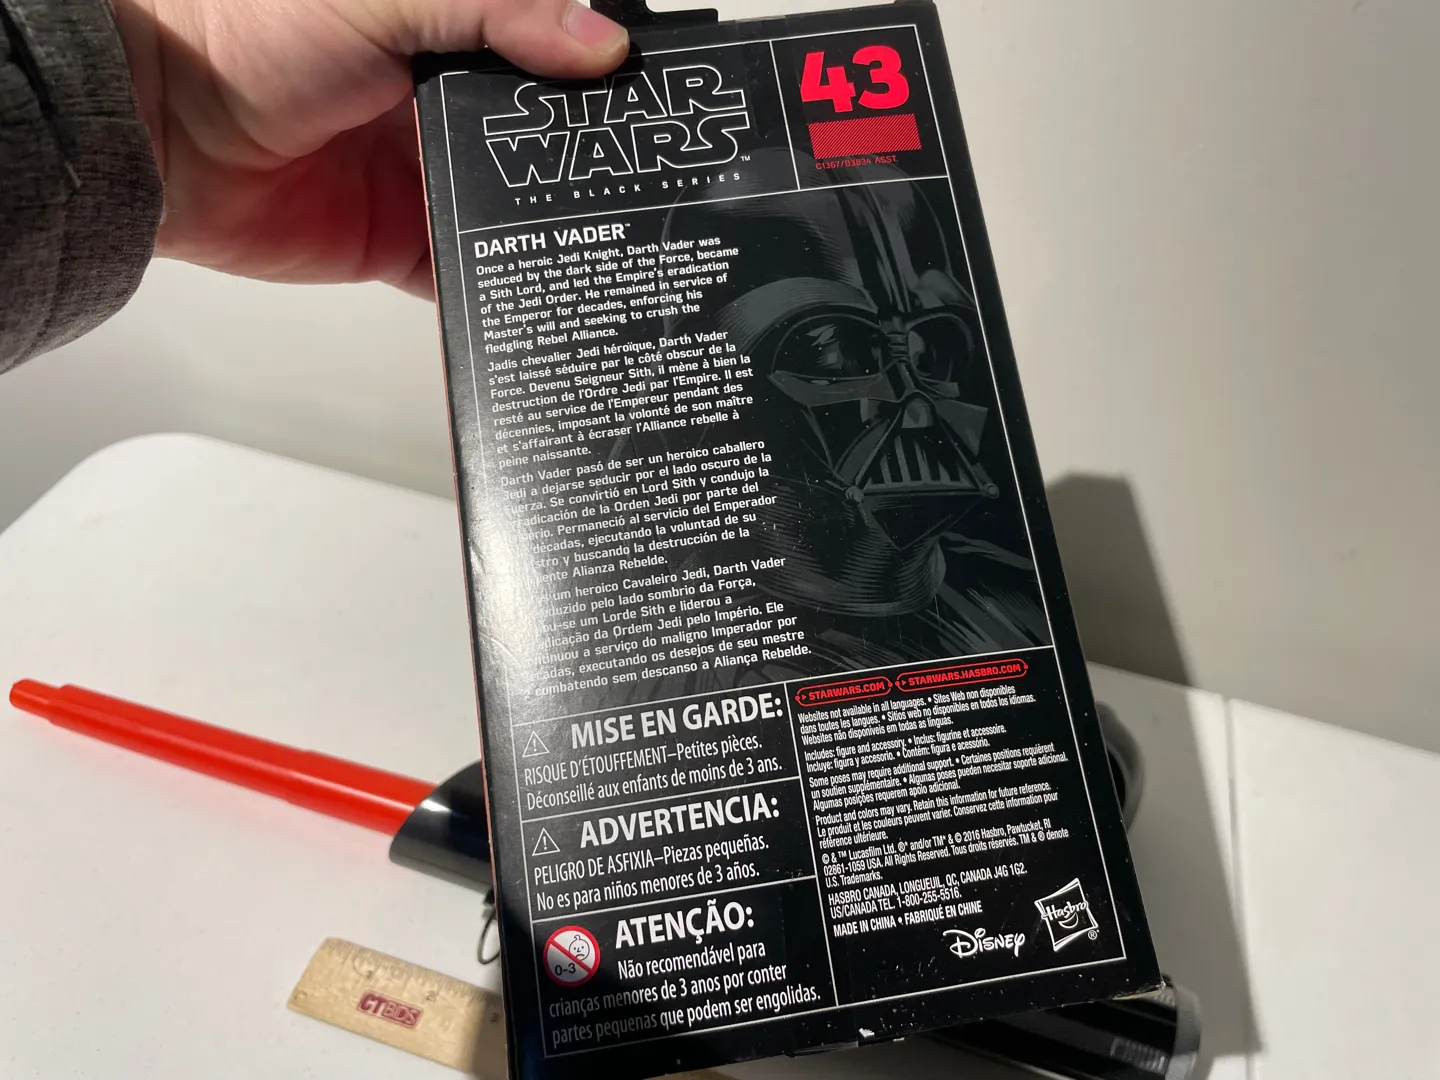 STAR
WARS™
THE BLACK SERIES
43
C1367/B3834 ASST.
DARTH VADER™
Once a heroic Jedi Knight, Darth Vader was
seduced by the dark side of the Force, became
a Sith Lord, and led the Empire's eradication
of the Jedi Order. He remained in service of
the Emperor for decades, enforcing his
Master's will and seeking to crush the
fledgling Rebel Alliance.
Jadis chevalier Jedi héroïque, Darth Vader
s'est laissé séduire par le côté obscur de la
Force. Devenu Seigneur Sith, il mène à bien la
destruction de l'Ordre Jedi par l'Empire. Il est
resté au service de l'Empereur pendant des
décennies, imposant la volonté de son maître
et s'affairant à écraser l'Alliance rebelle à
peine naissante.
Darth Vader pasó de ser un heroico caballero
Jedi a dejarse seducir por el lado oscuro de la
Fuerza. Se convirtió en Lord Sith y condujo la
erradicación de la Orden Jedi por parte del
Imperio. Permaneció al servicio del Emperador
décadas, ejecutando la voluntad de su
y buscando la destrucción de la
Alianza Rebelde.
um heroico Cavaleiro Jedi, Darth Vader
pelo lado sombrio da Força,
um Lorde Sith e liderou a
da Ordem Jedi pelo Império. Ele
a serviço do maligno Imperador por
executando os desejos de seu mestre
combatendo sem descanso a Aliança Rebelde.
MISE EN GARDE:
RISQUE D'ÉTOUFFEMENT–Petites pièces.
Déconseillé aux enfants de moins de 3 ans.
ADVERTENCIA:
PELIGRO DE ASFIXIA–Piezas pequeñas.
No es para niños menores de 3 años.
ATENÇÃO:
0-3
Não recomendável para
crianças menores de 3 anos por conter
partes pequenas que podem ser engolidas.
STARWARS.COM STARWARS.HASBRO.COM
Websites not available in all languages. • Sites Web non disponibles
dans toutes les langues. • Sitios web no disponibles en todos los idiomas.
Websites não disponíveis em todas as línguas.
Includes: figure and accessory. • Inclus: figurine et accessoire.
Incluye: figura y accesorio. • Contém: figura e acessório.
Some poses may require additional support. • Certaines positions requièrent
un soutien supplémentaire. • Algunas poses pueden necesitar soporte adicional.
Algumas posições requerem apoio adicional.
Product and colors may vary. Retain this information for future reference.
Le produit et les couleurs peuvent varier. Conservez cette information pour
référence ultérieure.
© & ™ Lucasfilm Ltd. ®* and/or TM* & © 2016 Hasbro, Pawtucket, RI
02861-1059 USA. All Rights Reserved. Tous droits réservés. TM & ® denote
U.S. Trademarks.
HASBRO CANADA, LONGUEUIL, QC, CANADA J4G 1G2.
US/CANADA TEL. 1-800-255-5516.
MADE IN CHINA • FABRIQUÉ EN CHINE
Disney
Hasbro®
CTBIDS